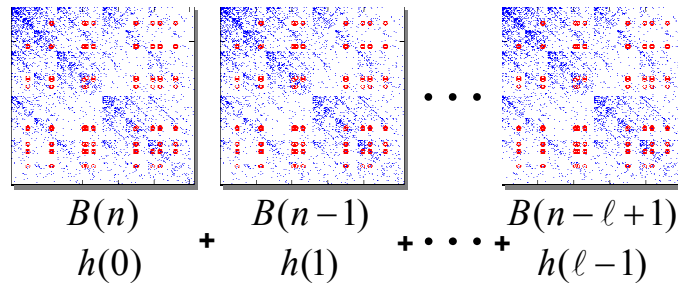 • • •
B(n) B(n−1) B(n−ℓ+1)
+ + • • • +
h(0) h(1) h(ℓ−1)